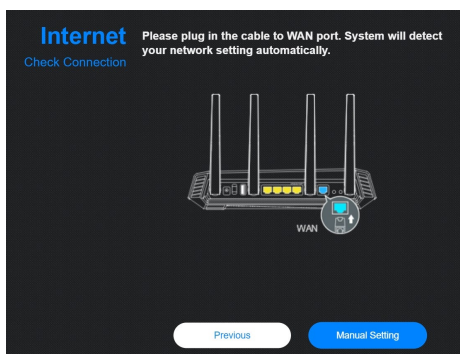 Internet
Check Connection
Please plug in the cable to WAN port. System will detect
your network setting automatically.
WAN
Previous
Manual Setting